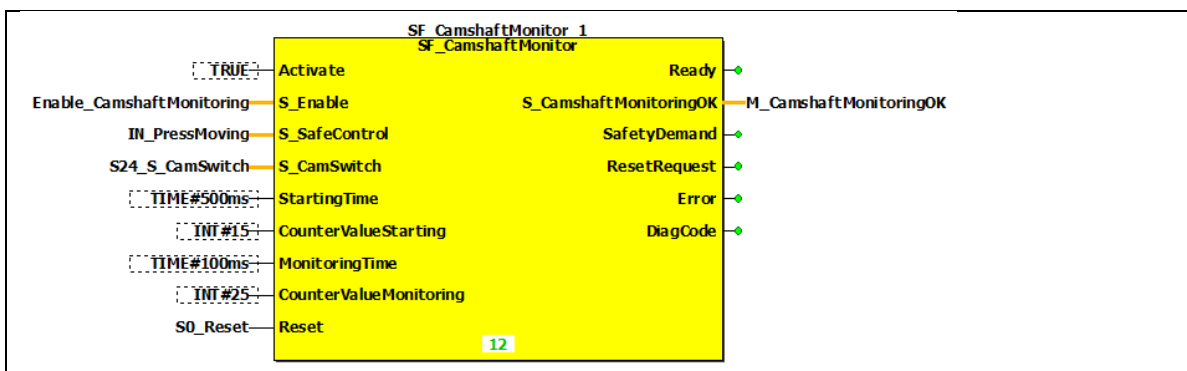 SF_CamshaftMonitor_1
SF_CamshaftMonitor
TRUE Activate Ready
Enable_CamshaftMonitoring S_Enable S_CamshaftMonitoringOK M_CamshaftMonitoringOK
IN_PressMoving S_SafeControl SafetyDemand
S24_S_CamSwitch S_CamSwitch ResetRequest
TIME#500ms StartingTime Error
INT#15 CounterValueStarting DiagCode
TIME#100ms MonitoringTime
INT#25 CounterValueMonitoring
S0_Reset Reset
12